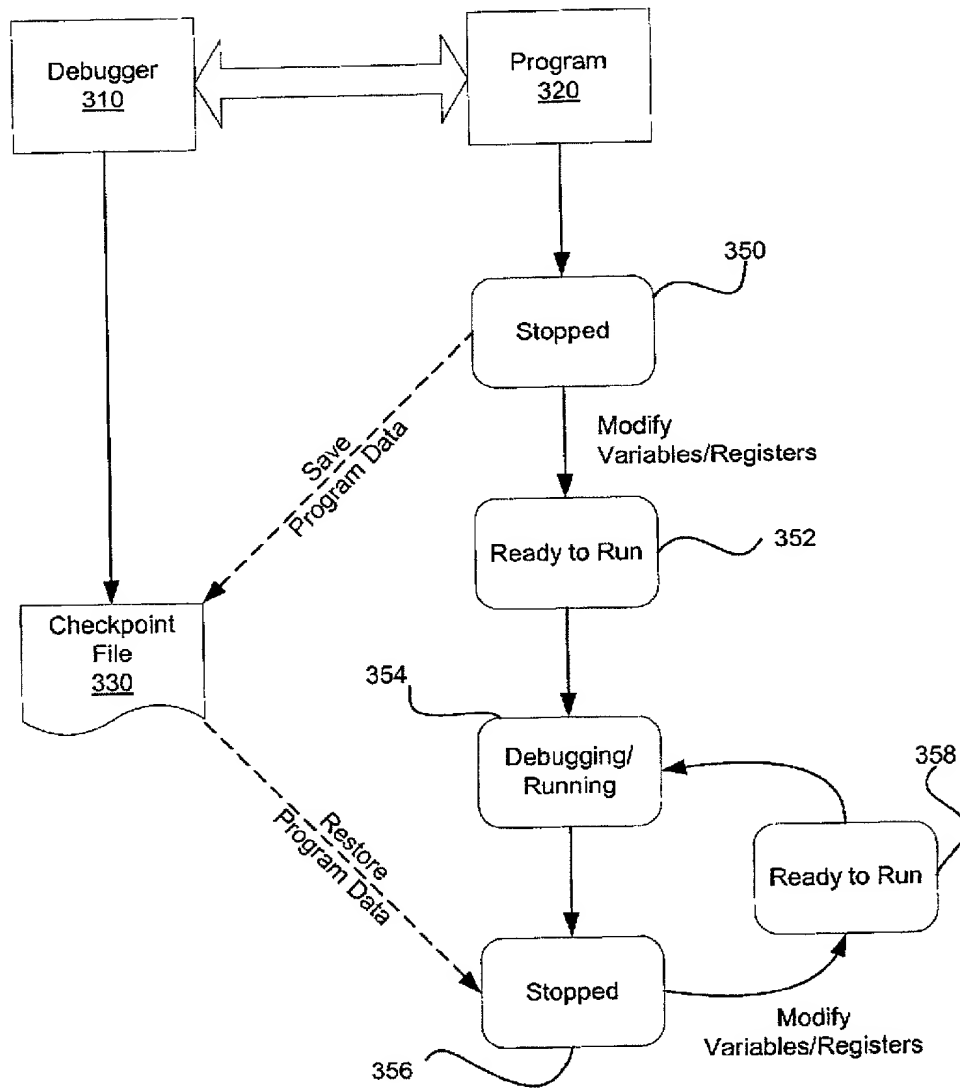 Debugger
310
Program
320
350
Stopped
Modify
Variables/Registers
Save
Program Data
Ready to Run
352
Checkpoint
File
330
354
Debugging/
Running
358
Ready to Run
Restore
Program Data
Stopped
Modify
Variables/Registers
356